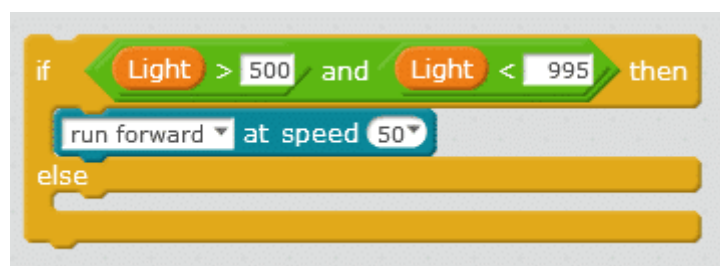 if Light > 500 and Light < 995 then
run forward at speed 50
else